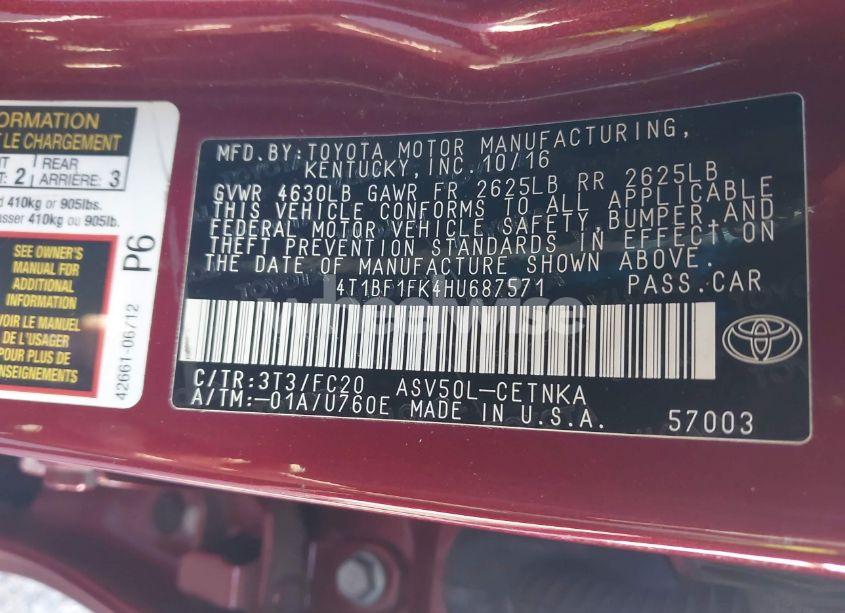 ORMATION
LE CHARGEMENT
2 REAR
ARRIÈRE: 3
410kg or 905lbs.
asser 410kg ou 905lb.
SEE OWNER'S
MANUAL FOR
ADDITIONAL
INFORMATION
VOIR LE MANUEL
DE L'USAGER
POUR PLUS DE
RENSEIGNEMENTS
42661-06/12
P6
MFD.BY:TOYOTA MOTOR MANUFACTURING,
KENTUCKY,INC.10/16
GVWR 4630LB GAWR FR 2625LB RR 2625LB
THIS VEHICLE CONFORMS TO ALL APPLICABLE
FEDERAL MOTOR VEHICLE SAFETY,BUMPER,AND
THEFT PREVENTION STANDARDS IN EFFECT ON
THE DATE OF MANUFACTURE SHOWN ABOVE.
4T1BF1FK4HU687571 PASS.CAR
wheelwise
TOYOTA
C/TR:3T3/FC20 ASV50L-CETNKA
A/TM:-01A/U760E MADE IN U.S.A. 57003